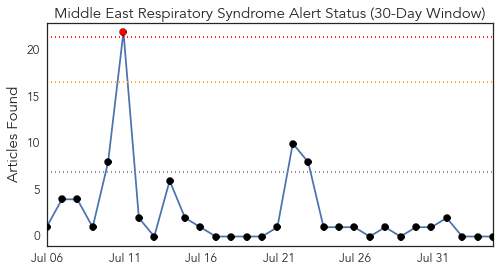 Middle East Respiratory Syndrome Alert Status (30-Day Window)
Articles Found
20
15
10
5
0
Jul 06
Jul 11
Jul 16
Jul 21
Jul 26
Jul 31